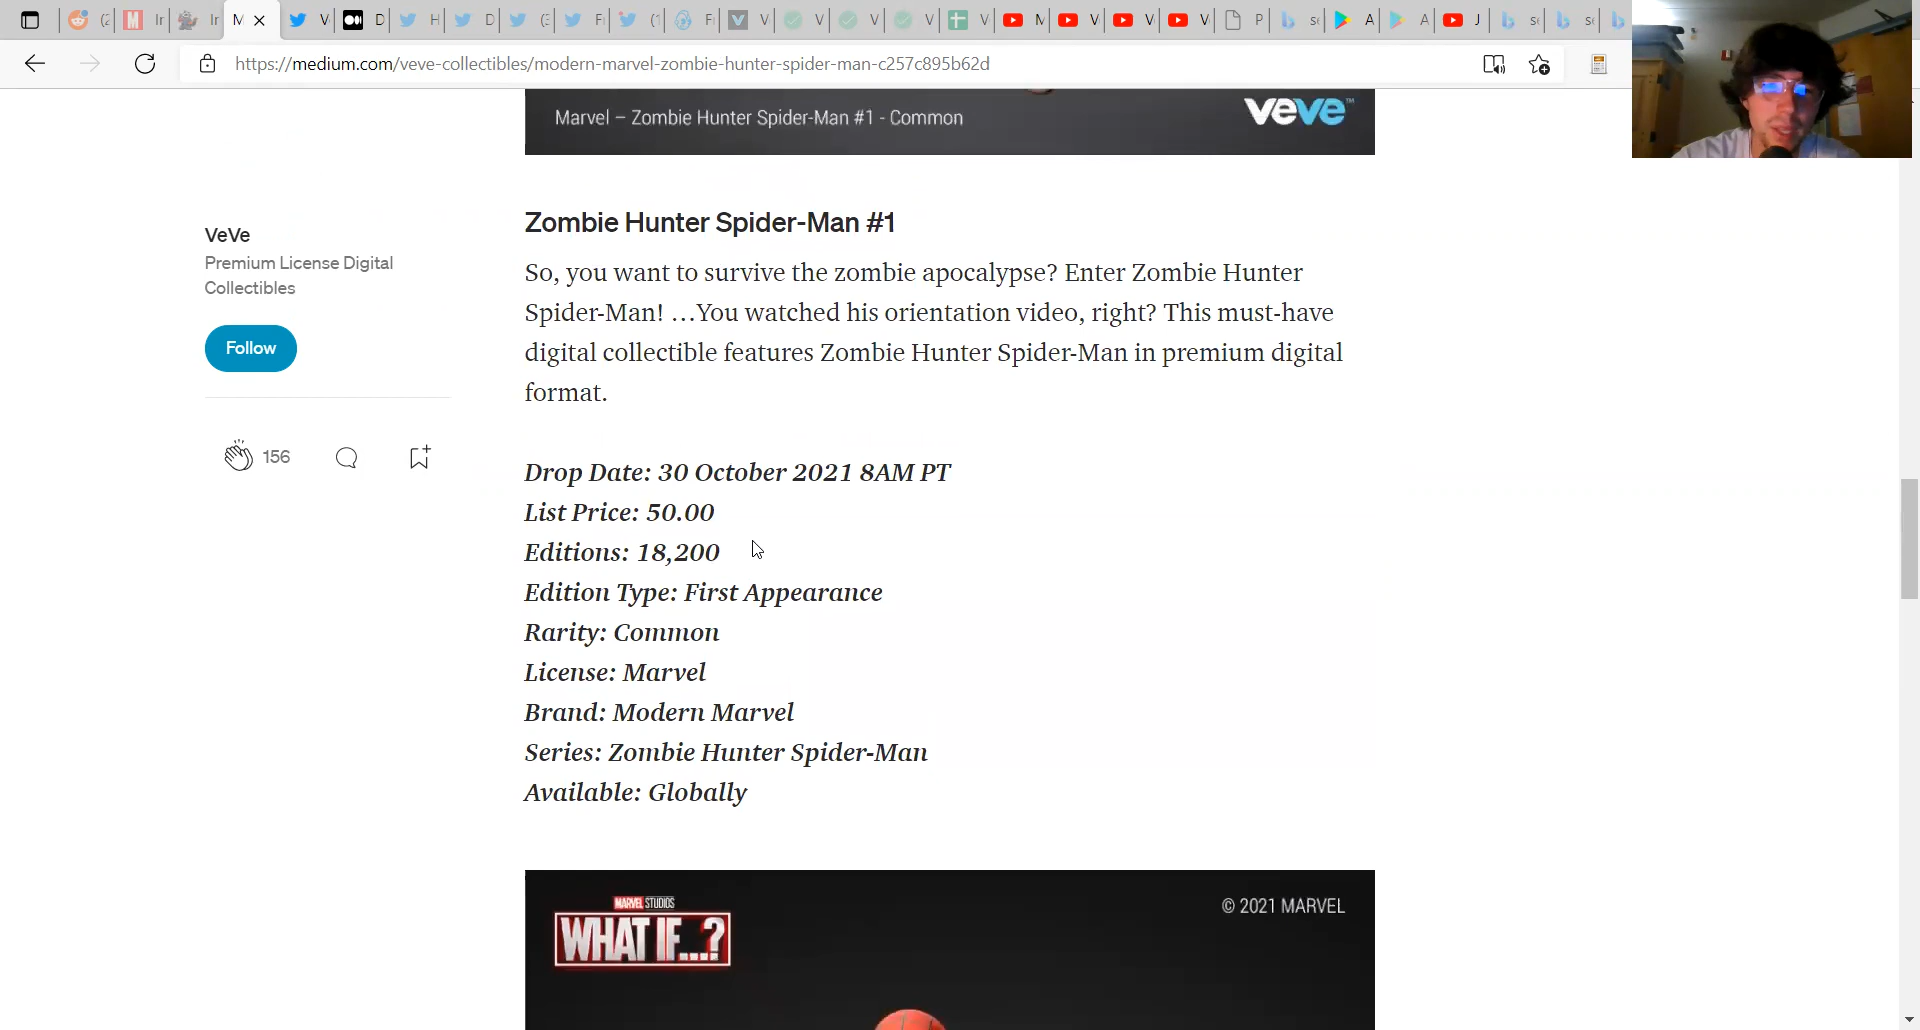 https://medium.com/veve-collectibles/modern-marvel-zombie-hunter-spider-man-c257c895b62d
Marvel – Zombie Hunter Spider-Man #1 - Common
veve™
VeVe
Premium License Digital
Collectibles
Follow
156
Zombie Hunter Spider-Man #1
So, you want to survive the zombie apocalypse? Enter Zombie Hunter
Spider-Man! …You watched his orientation video, right? This must-have
digital collectible features Zombie Hunter Spider-Man in premium digital
format.
Drop Date: 30 October 2021 8AM PT
List Price: 50.00
Editions: 18,200
Edition Type: First Appearance
Rarity: Common
License: Marvel
Brand: Modern Marvel
Series: Zombie Hunter Spider-Man
Available: Globally
MARVEL STUDIOS
WHAT IF...?
© 2021 MARVEL